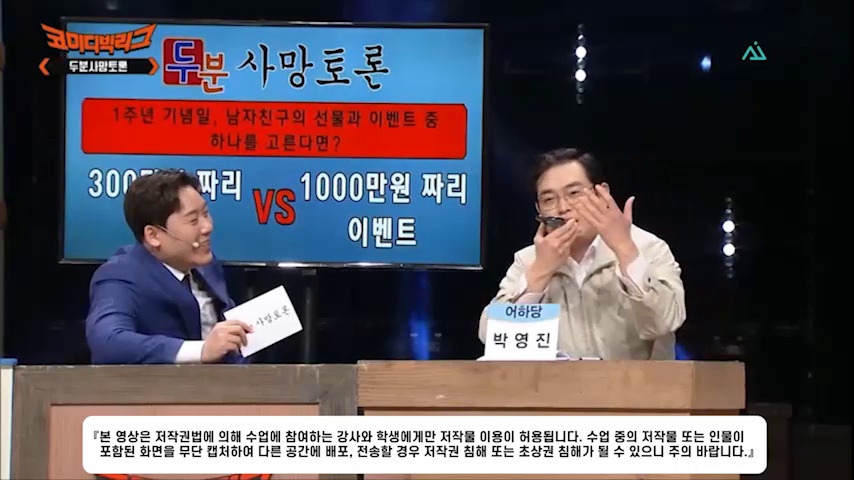 코미디빅리그
두분사망토론
두분 사망토론
1주년 기념일, 남자친구의 선물과 이벤트 중
하나를 고른다면?
짜리
VS
1000만원 짜리
이벤트
사망토론
어하당
박영진
『본 영상은 저작권법에 의해 수업에 참여하는 강사와 학생에게만 저작물 이용이 허용됩니다. 수업 중의 저작물 또는 인물이
포함된 화면을 무단 캡처하여 다른 공간에 배포, 전송할 경우 저작권 침해 또는 초상권 침해가 될 수 있으니 주의 바랍니다.』